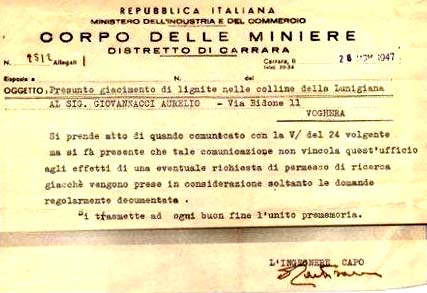 REPUBBLICA ITALIANA
MINISTERO DELL'INDUSTRIA E DEL COMMERCIO
CORPO DELLE MINIERE
DISTRETTO DI CARRARA
N. 2512 Allegati 1 Carrara, li 28 NOV. 1947
Risposta a N. del
OGGETTO: Presunto giacimento di lignite nelle colline della Lunigiana
AL SIG. GIOVANNACCI AURELIO - Via Bidone 11
VOGHERA
Si prende atto di quando comunicato con la V/ del 24 volgente
ma si fà presente che tale comunicazione non vincola quest'ufficio
agli effetti di una eventuale richiesta di permesso di ricerca
giacchè vengono prese in considerazione soltanto le domande
regolarmente documentate.
Si trasmette ad ogni buon fine l'unito promemoria.
L'INGEGNERE CAPO